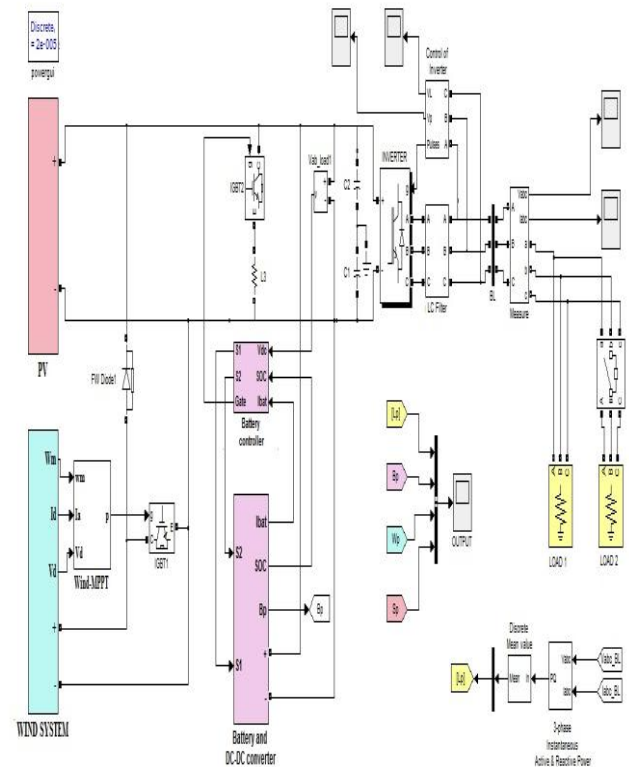 Discrete,
= 2e-005
powergui
Control of
Inverter
VL
Vp
Pulses
C
B
A
+
-
PV
IGBT2
g
C
E
L3
Vab_load1
+
-
v
C2
C1
INVERTER
g
+
-
A
B
C
A
B
C
A
B
C
LC Filter
BL
A
B
C
Vabc
Iabc
a
b
c
Measure
FW Diode1
S1
S2
Gate
Vdc
SOC
Ibat
Battery
controller
Wm
Id
Vd
Vd
+
-
WIND SYSTEM
wm
Is
Vd
p
Wind-MPPT
g
C
E
IGBT1
S2
S1
Ibat
SOC
Bp
+
-
Bp
Battery and
DC-DC converter
[Lp]
Bp
Wp
Sp
OUTPUT
A
B
C
A
B
C
LOAD 1
A
B
C
LOAD 2
[Lp]
Discrete
Mean value
Mean
In
PQ
Vabc
Iabc
Vabc_BL
Iabc_BL
3-phase
Instantaneous
Active & Reactive Power